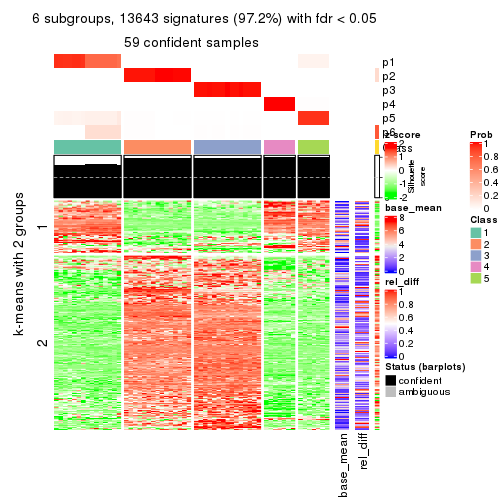 6 subgroups, 13643 signatures (97.2%) with fdr < 0.05
59 confident samples
p1
p2
p3
p4
p5
p6
Class
Silhouette
score
k-means with 2 groups
1
2
base_mean
rel_diff
z-score
2
1
0
-1
-2
base_mean
8
6
4
2
0
rel_diff
1
0.8
0.6
0.4
0.2
0
Status (barplots)
confident
ambiguous
Prob
1
0.8
0.6
0.4
0.2
0
Class
1
2
3
4
5